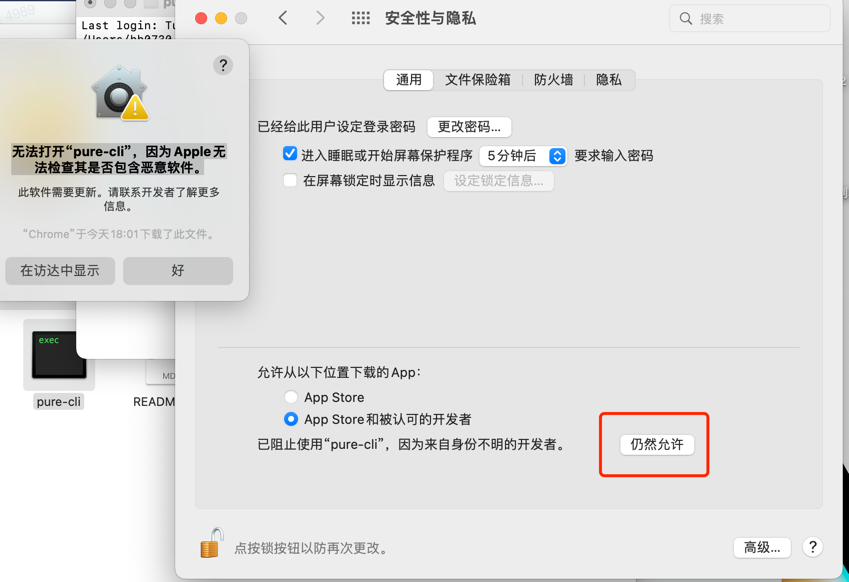 4969
Last login: Tu
安全性与隐私
搜索
?
无法打开“pure-cli”，因为 Apple 无
法检查其是否包含恶意软件。
此软件需要更新。请联系开发者了解更多
信息。
“Chrome”于今天 18:01下载了此文件。
在访达中显示
好
exec
pure-cli
MD
READM
通用
文件保险箱
防火墙
隐私
已经给此用户设定登录密码
更改密码...
进入睡眠或开始屏幕保护程序 5 分钟后 要求输入密码
在屏幕锁定时显示信息 设定锁定信息...
允许从以下位置下载的 App：
App Store
App Store 和被认可的开发者
已阻止使用“pure-cli”，因为来自身份不明的开发者。
仍然允许
点按锁按钮以防再次更改。
高级...
?